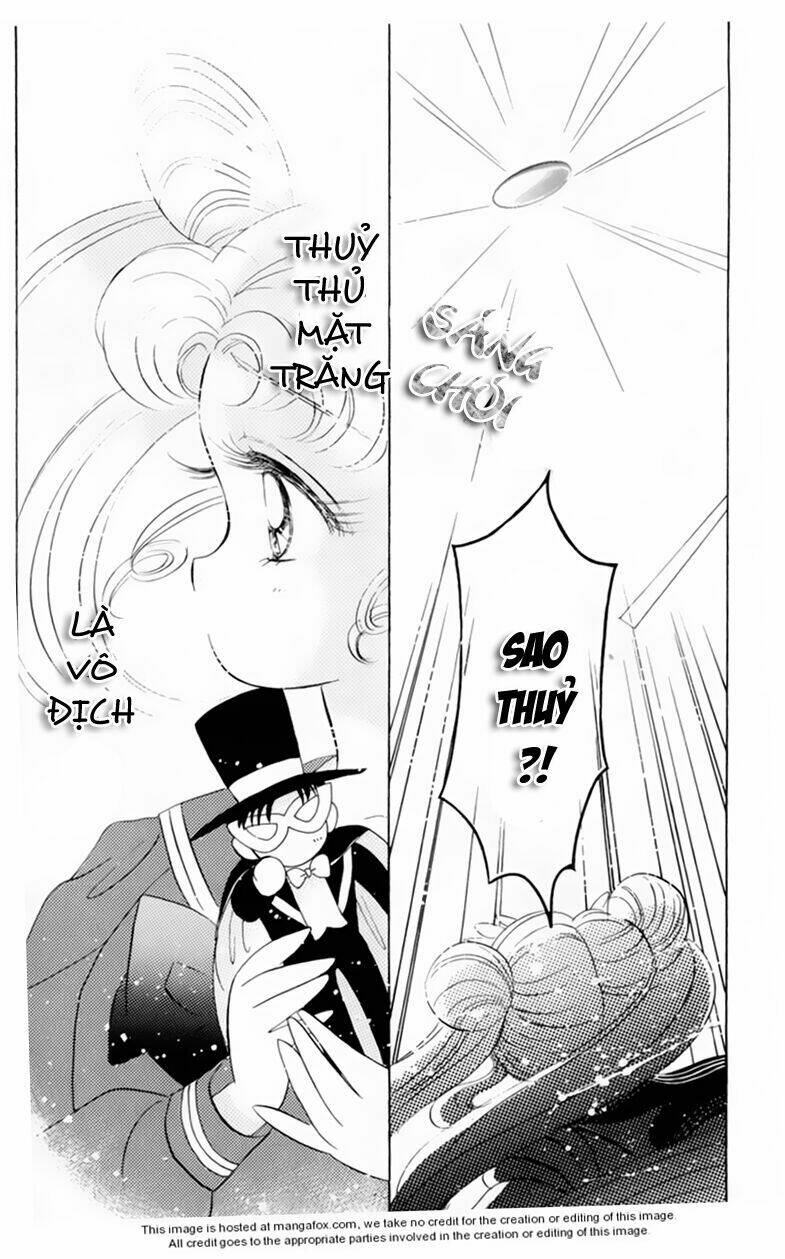 SÁNG
CHÓI
SAO
THUỶ
?!
THUỶ
THỦ
MẶT
TRĂNG
LÀ
VÔ
ĐỊCH
This image is hosted at mangafox.com, we take no credit for the creation or editing of this image.
All credit goes to the appropriate parties involved in the creation or editing of this image.